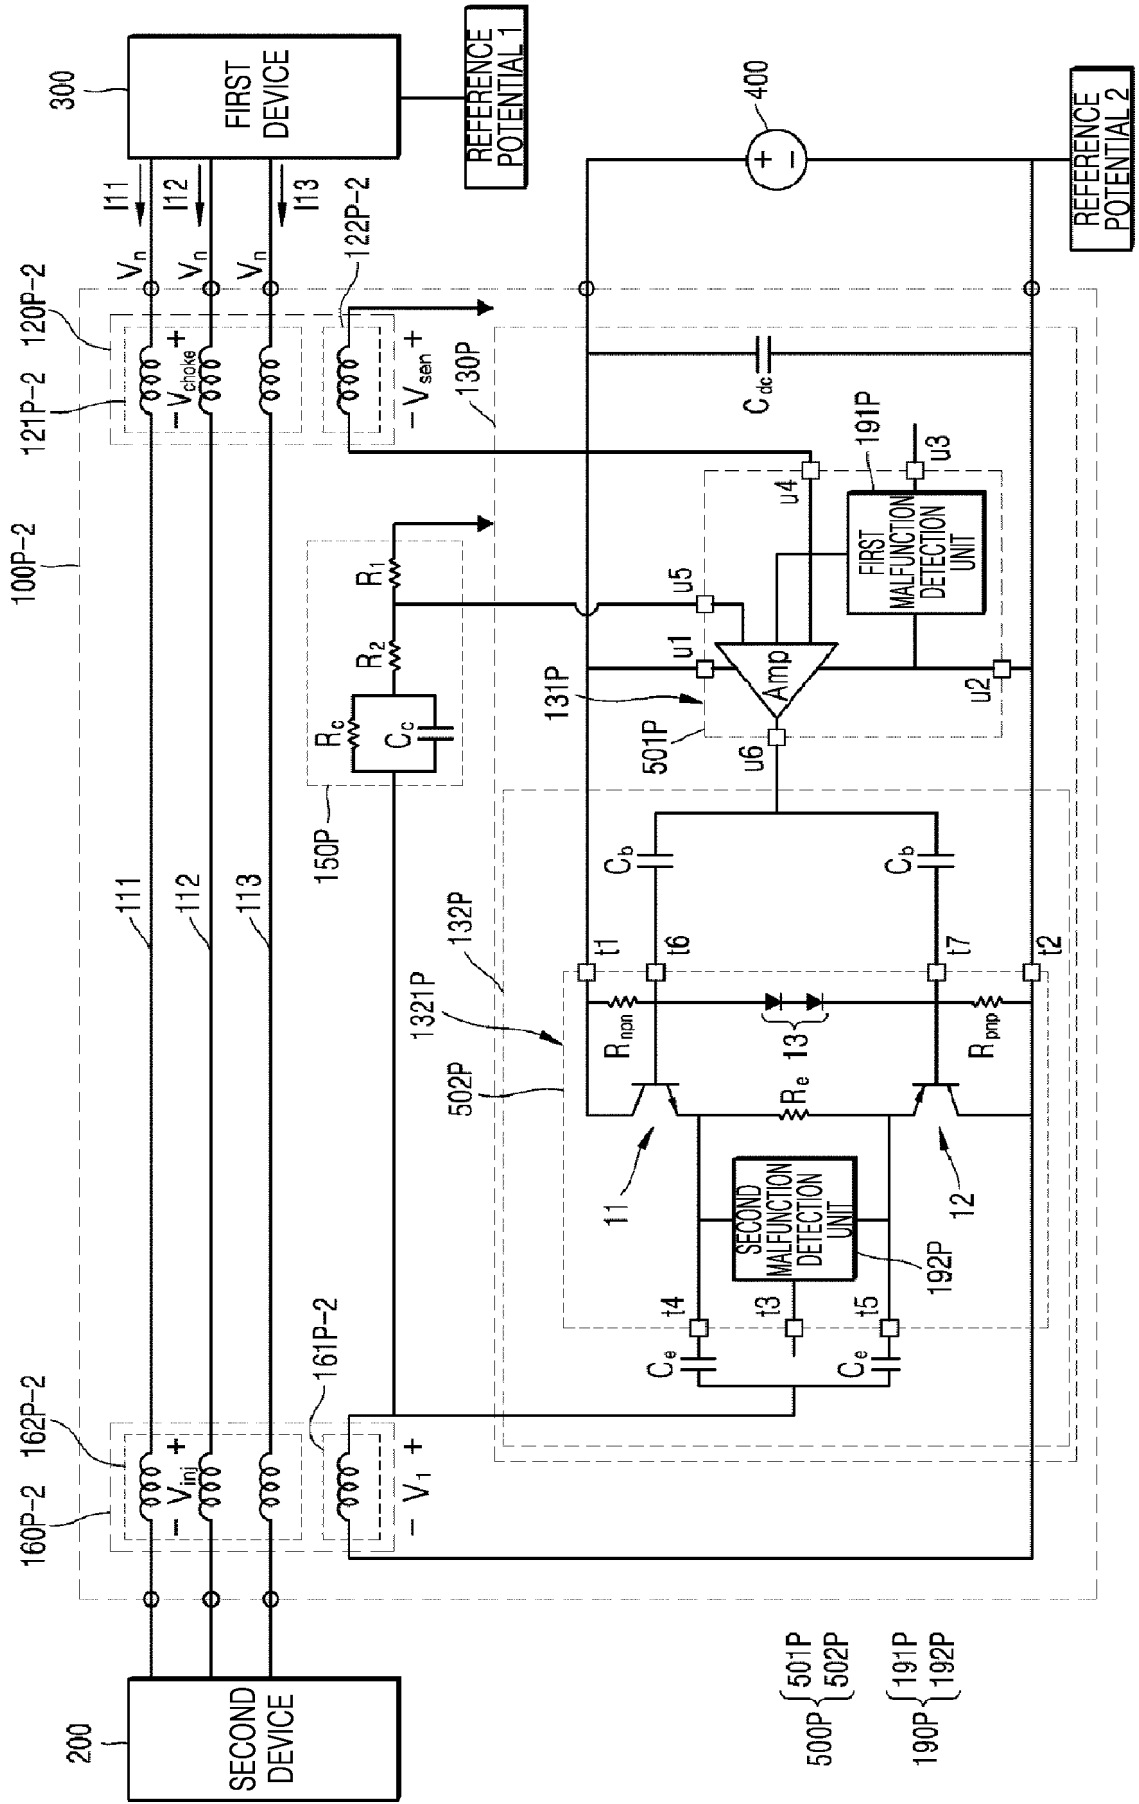 300
FIRST
DEVICE
REFERENCE
POTENTIAL 1
I11
I12
I13
Vn
Vn
Vn
400
+
−
REFERENCE
POTENTIAL 2
100P-2
120P-2
121P-2
− Vchoke +
122P-2
− Vsen +
130P
Cdc
191P
u3
u4
FIRST
MALFUNCTION
DETECTION
UNIT
u5
u1
u2
Amp
131P
501P
u6
R1
R2
Rc
Cc
150P
111
112
113
132P
1321P
502P
Cb
Cb
t1
t6
t7
t2
Rnpn
13
Rpnp
Re
11
12
SECOND
MALFUNCTION
DETECTION
UNIT
192P
t4
t3
t5
Ce
Ce
160P-2
162P-2
− Vinj +
161P-2
− V1 +
200
SECOND
DEVICE
500P { 501P
502P
190P { 191P
192P